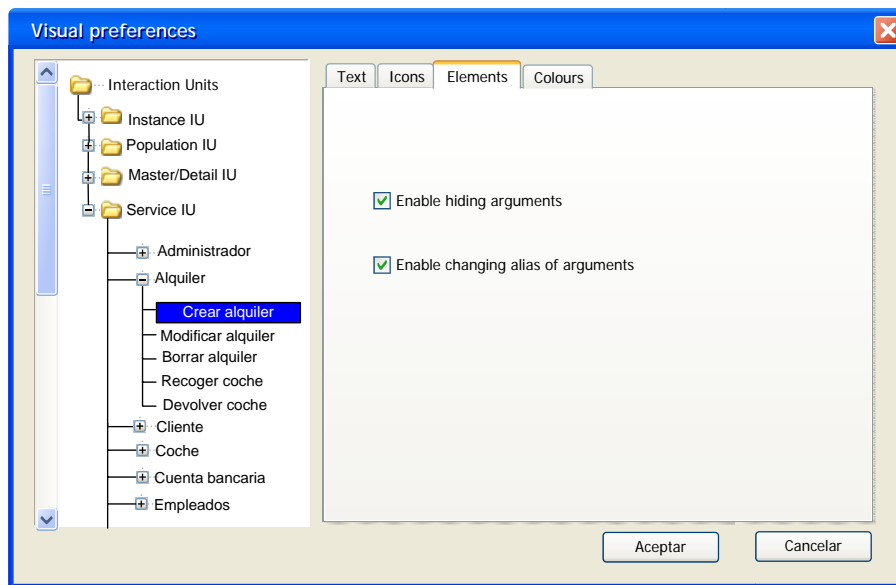 Visual preferences
Interaction Units
Instance IU
Population IU
Master/Detail IU
Service IU
Administrador
Alquiler
Crear alquiler
Modificar alquiler
Borrar alquiler
Recoger coche
Devolver coche
Cliente
Coche
Cuenta bancaria
Empleados
Text Icons Elements Colours
Enable hiding arguments
Enable changing alias of arguments
Aceptar Cancelar